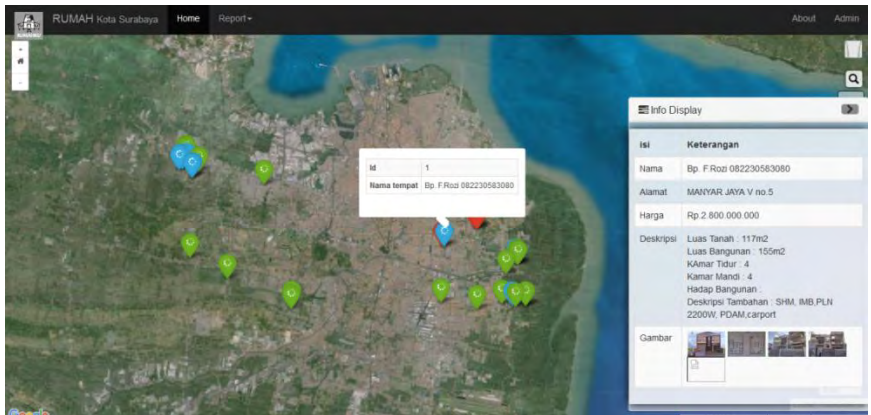 RUMAH Kota Surabaya Home Report About Admin
Info Display
Isi Keterangan
Nama Bp. F.Rozi 082230583080
Alamat MANYAR JAYA V no.5
Harga Rp.2.800.000.000
Deskripsi Luas Tanah : 117m2
Luas Bangunan : 155m2
KAmar Tidur : 4
Kamar Mandi : 4
Hadap Bangunan :
Deskripsi Tambahan : SHM, IMB,PLN
2200W, PDAM,carport
Gambar
Id 1
Nama tempat Bp. F.Rozi 082230583080
Google